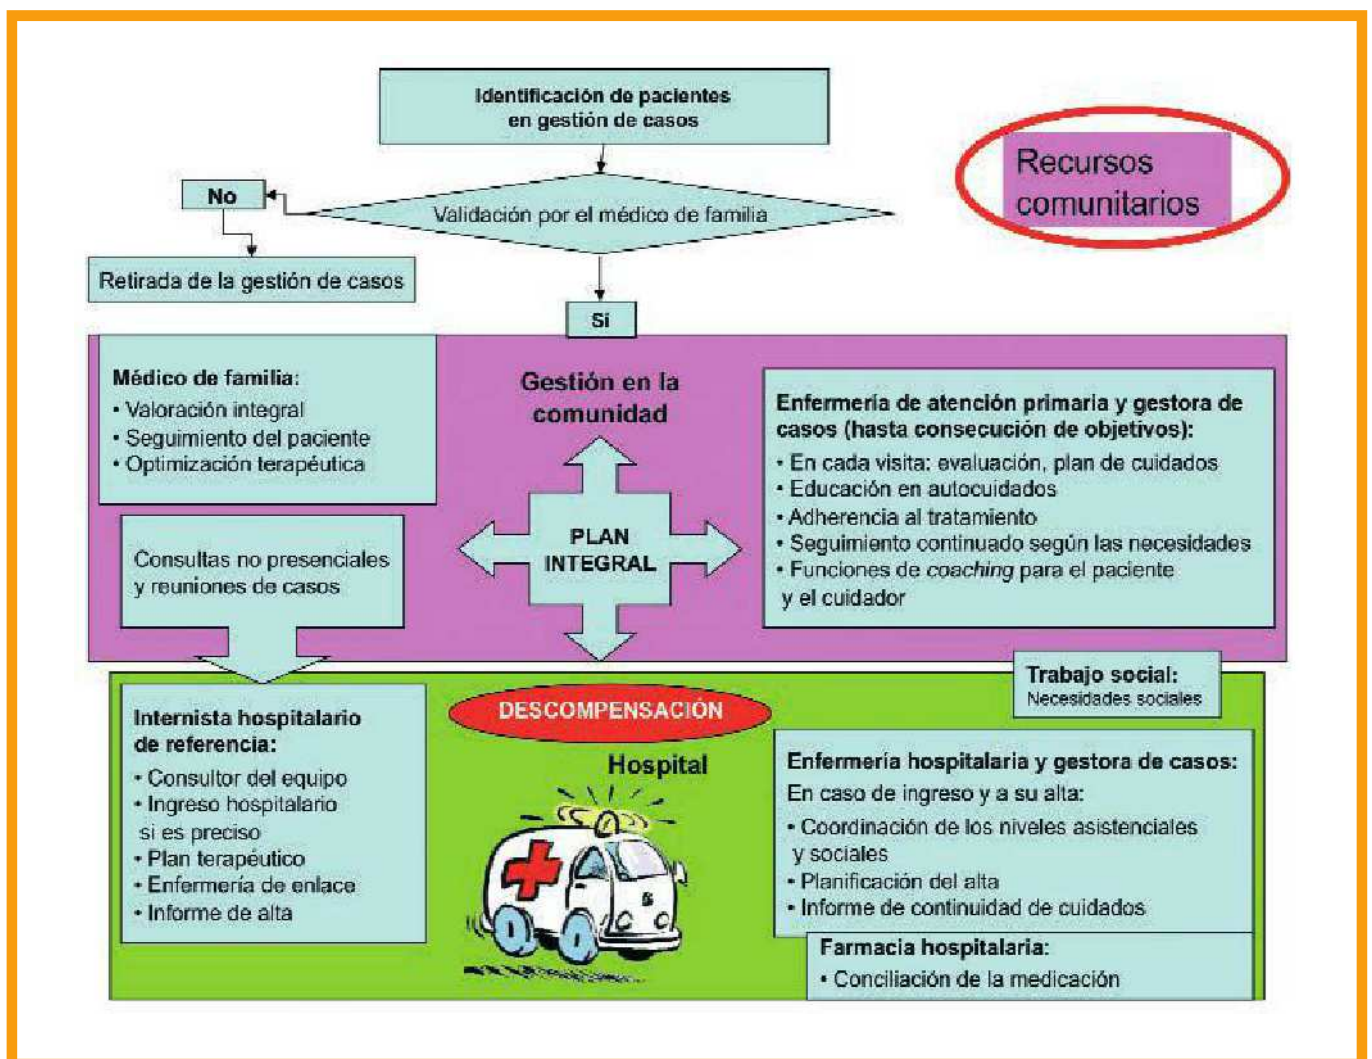 Identificación de pacientes
en gestión de casos
Recursos
comunitarios
No
Validación por el médico de familia
Retirada de la gestión de casos
Sí
Médico de familia:
• Valoración integral
• Seguimiento del paciente
• Optimización terapéutica
Gestión en la
comunidad
Enfermería de atención primaria y gestora de
casos (hasta consecución de objetivos):
• En cada visita: evaluación, plan de cuidados
• Educación en autocuidados
• Adherencia al tratamiento
• Seguimiento continuado según las necesidades
• Funciones de coaching para el paciente
y el cuidador
Consultas no presenciales
y reuniones de casos
PLAN
INTEGRAL
Trabajo social:
Necesidades sociales
DESCOMPENSACIÓN
Hospital
Internista hospitalario
de referencia:
• Consultor del equipo
• Ingreso hospitalario
si es preciso
• Plan terapéutico
• Enfermería de enlace
• Informe de alta
Enfermería hospitalaria y gestora de casos:
En caso de ingreso y a su alta:
• Coordinación de los niveles asistenciales
y sociales
• Planificación del alta
• Informe de continuidad de cuidados
Farmacia hospitalaria:
• Conciliación de la medicación